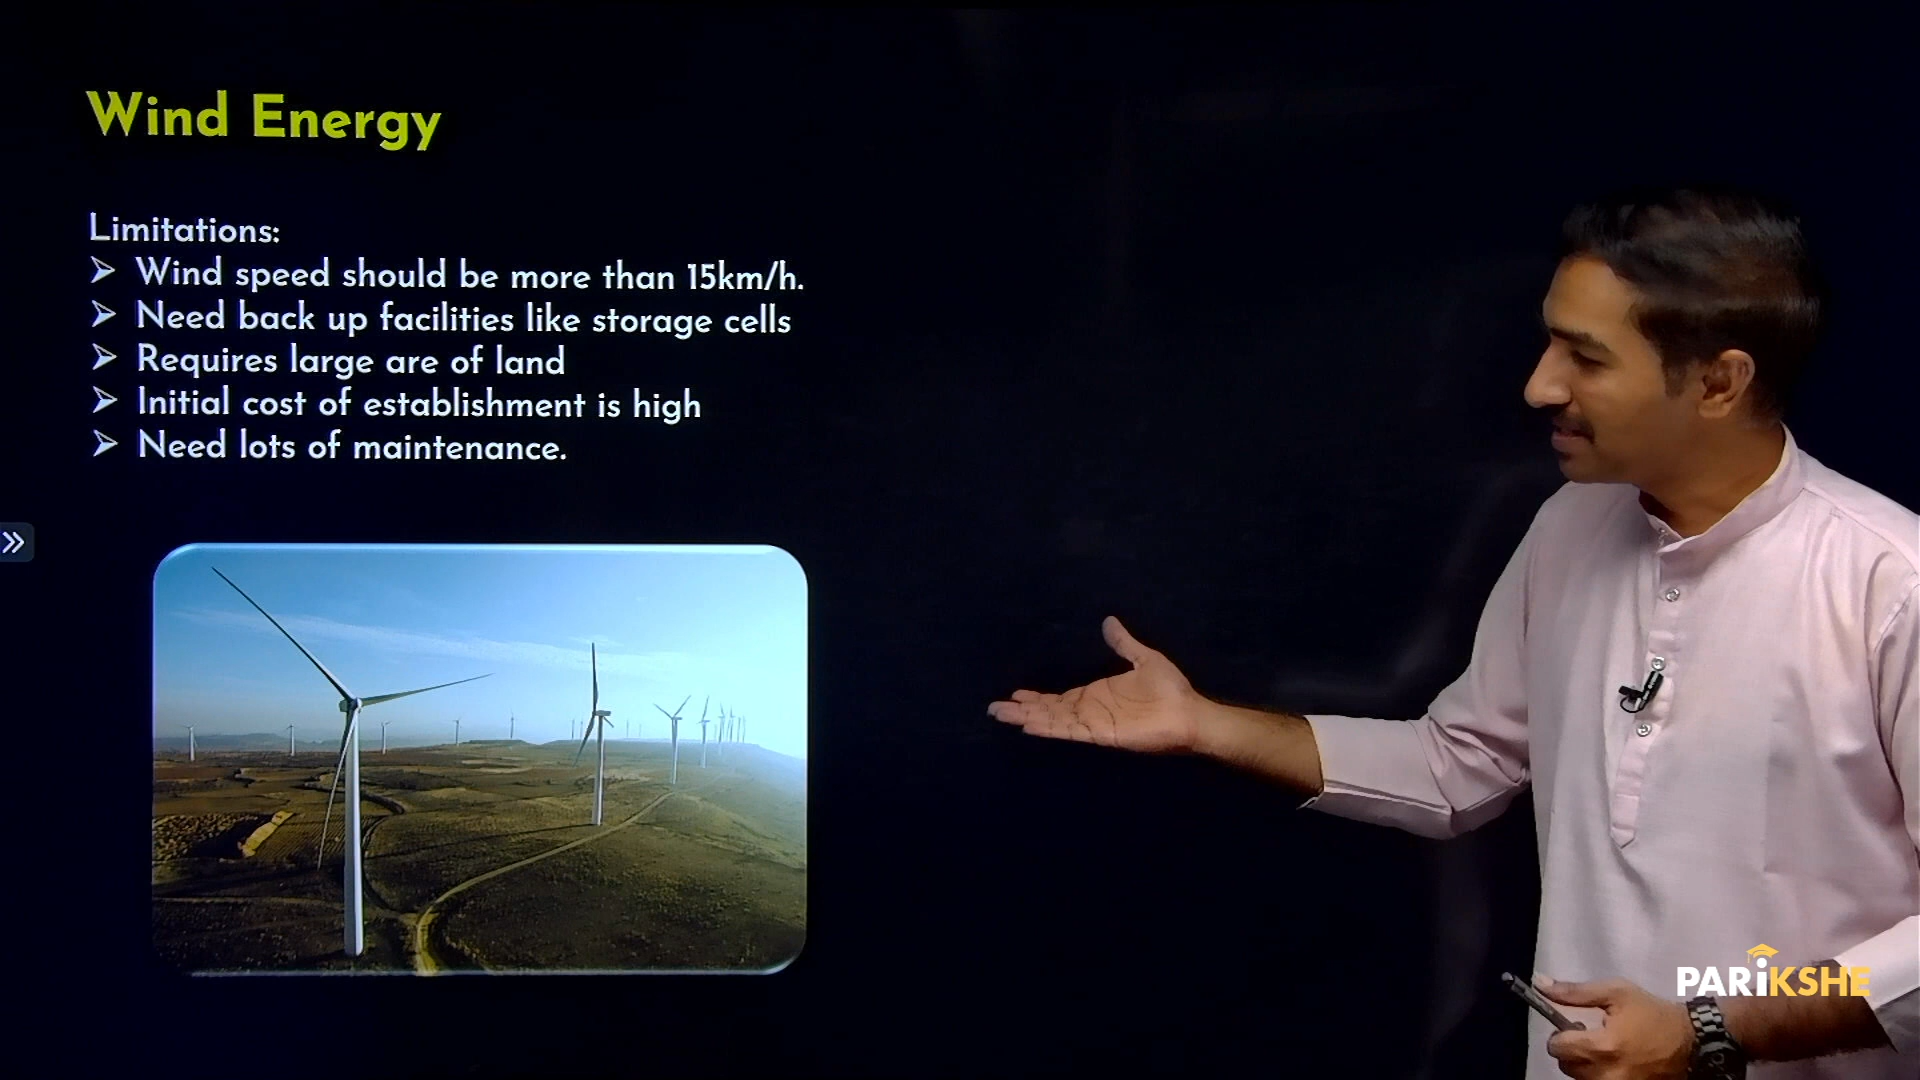 Wind Energy
Limitations:
➤ Wind speed should be more than 15km/h.
➤ Need back up facilities like storage cells
➤ Requires large are of land
➤ Initial cost of establishment is high
➤ Need lots of maintenance.
PARiKSHE